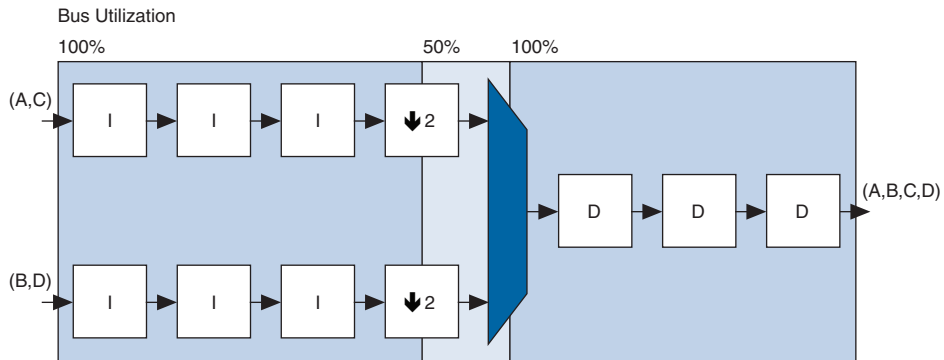 Bus Utilization
100% 50% 100%
(A,C)
I I I 2
D D D
(A,B,C,D)
(B,D)
I I I 2